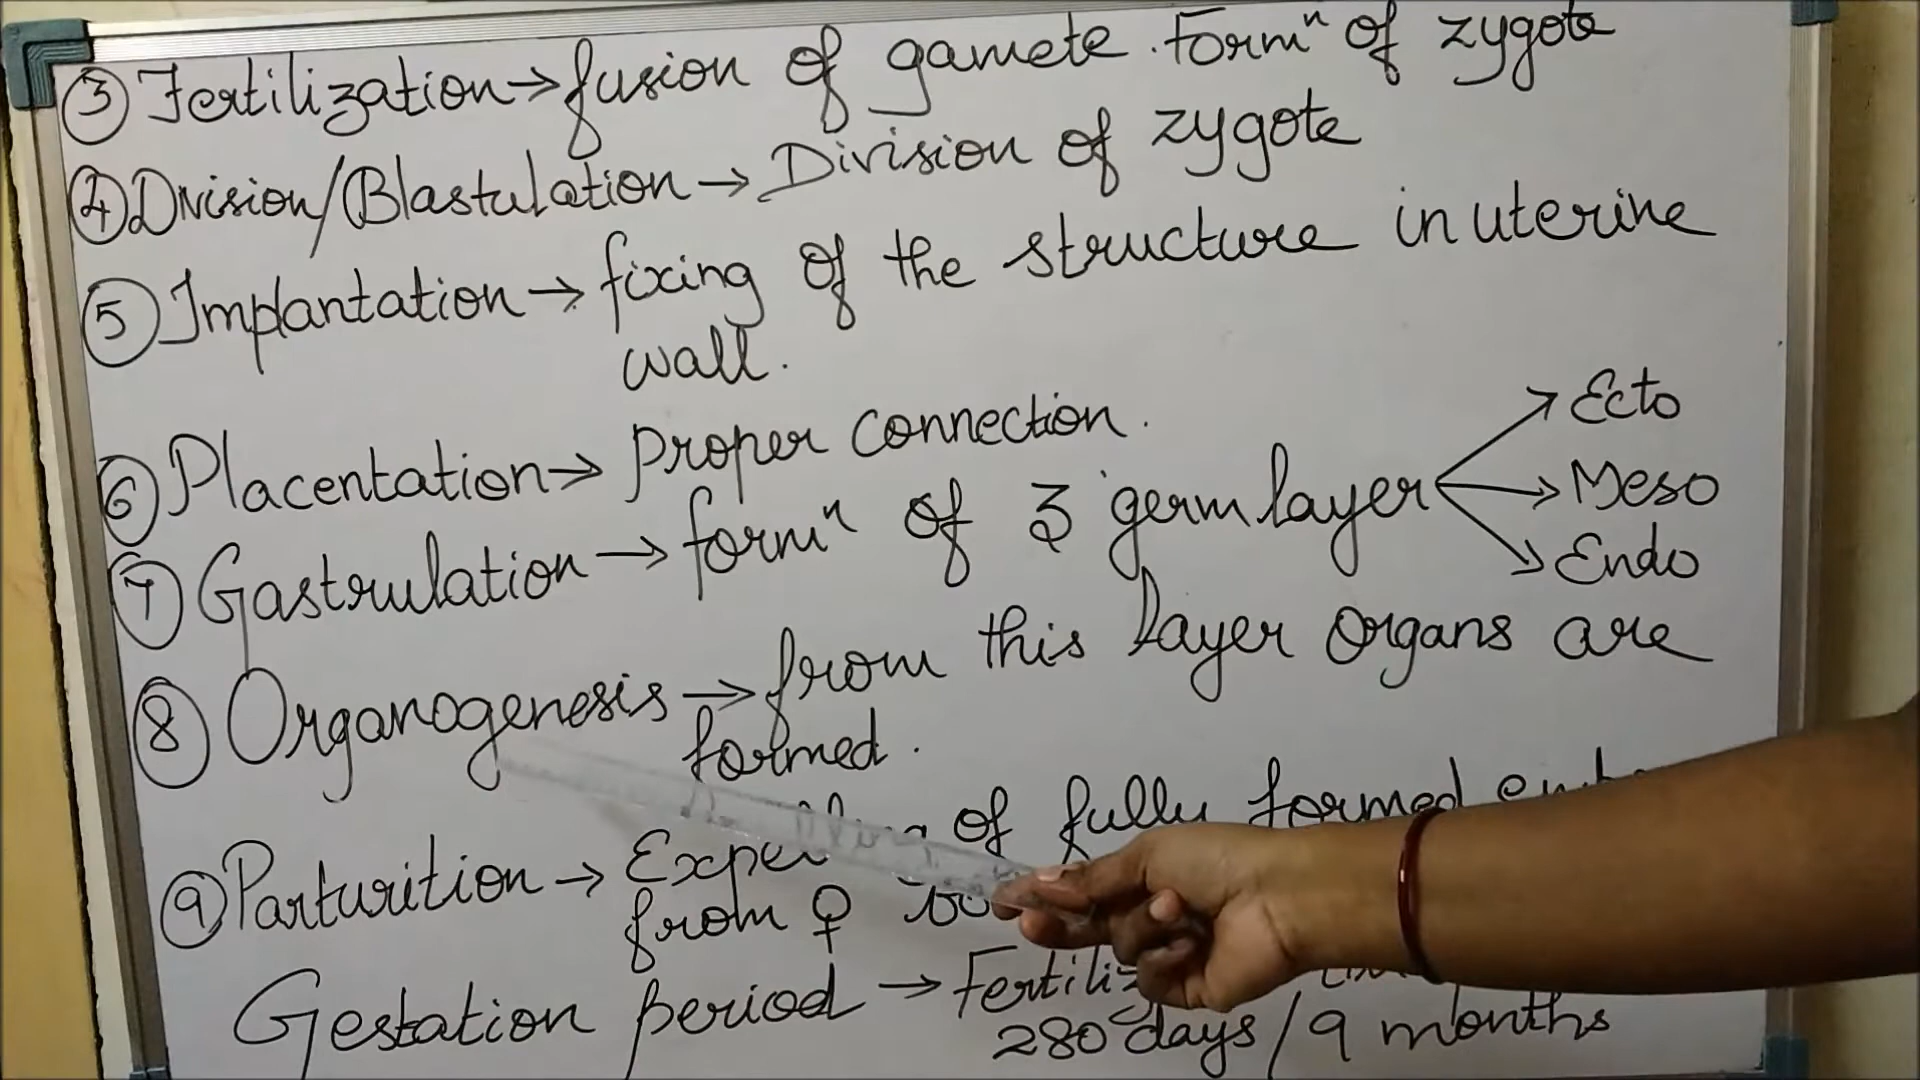 ③ Fertilization → fusion of gamete. Formⁿ of zygote
④ Division/Blastulation → Division of zygote
⑤ Implantation → fixing of the structure in uterine
wall.
⑥ Placentation → Proper connection.
⑦ Gastrulation → formⁿ of 3 germ layer → Ecto
→ Meso
→ Endo
⑧ Organogenesis → from this layer organs are
formed.
of fully formed
⑨ Parturition →
from ♀
Gestation period →
280 days / 9 months